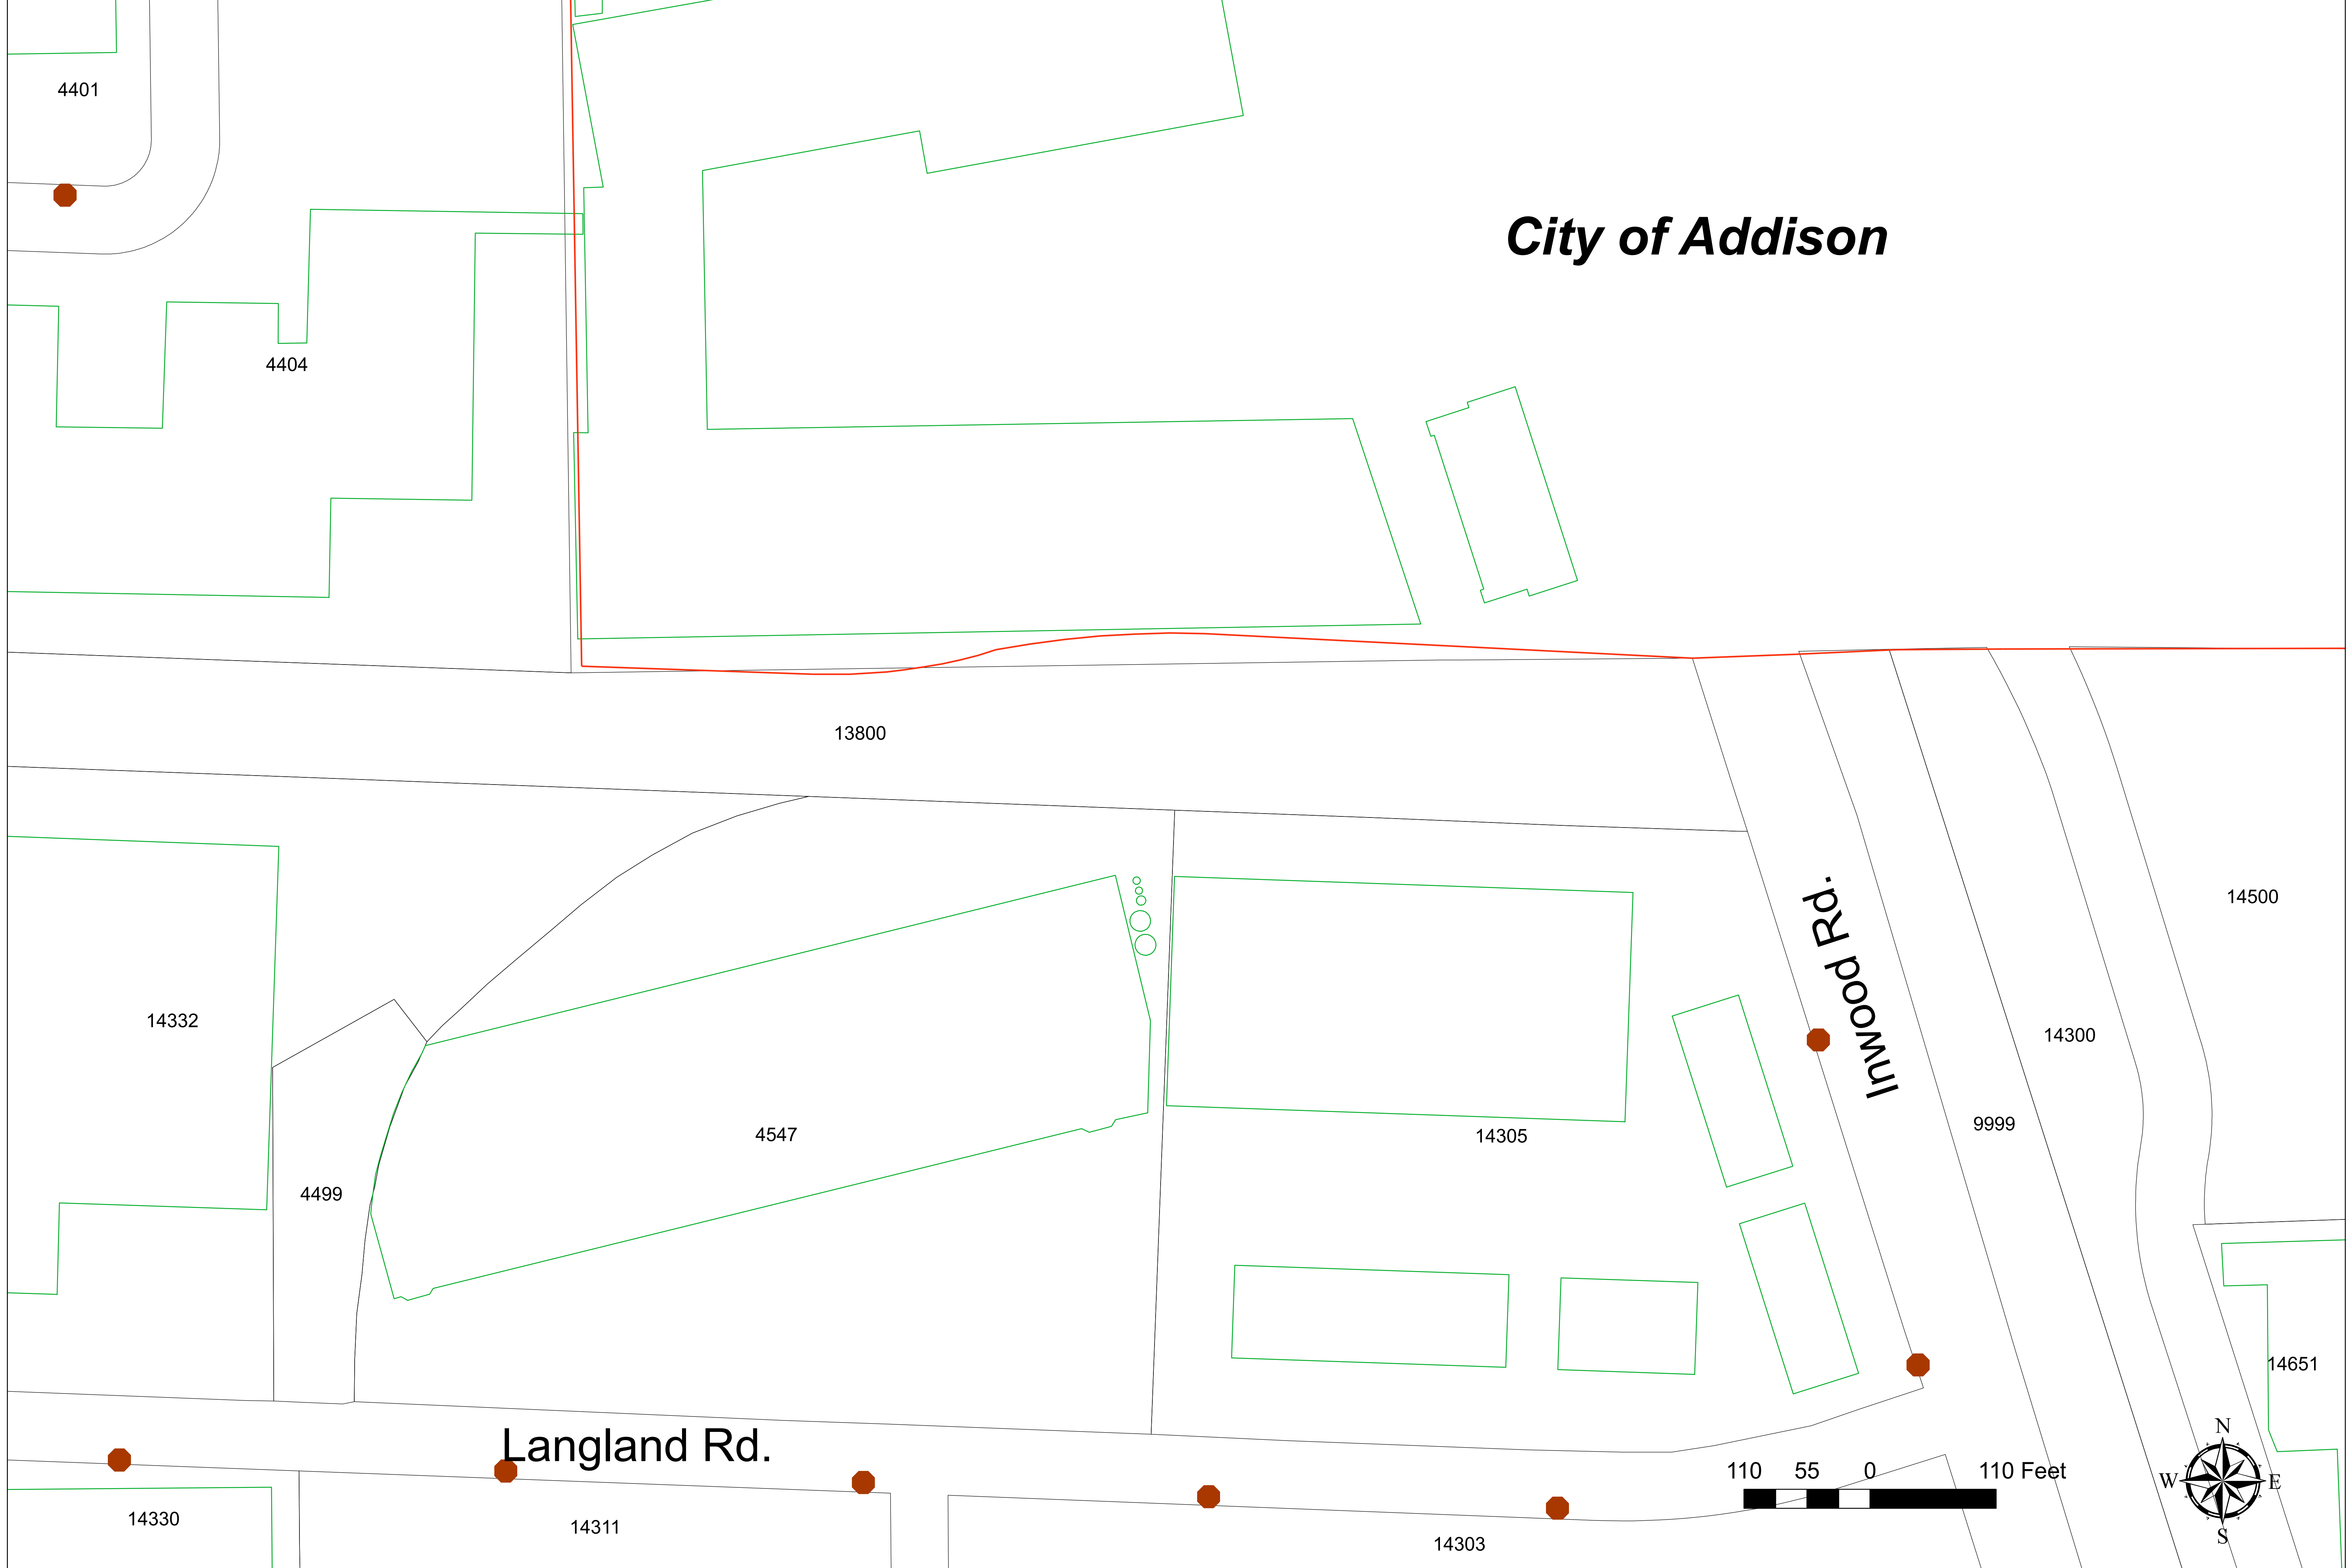 4401
City of Addison
4404
13800
14500
Inwood Rd.
14332
14300
9999
4547
14305
4499
14651
Langland Rd.
N
110 55 0 110 Feet
W E
S
14330
14311
14303